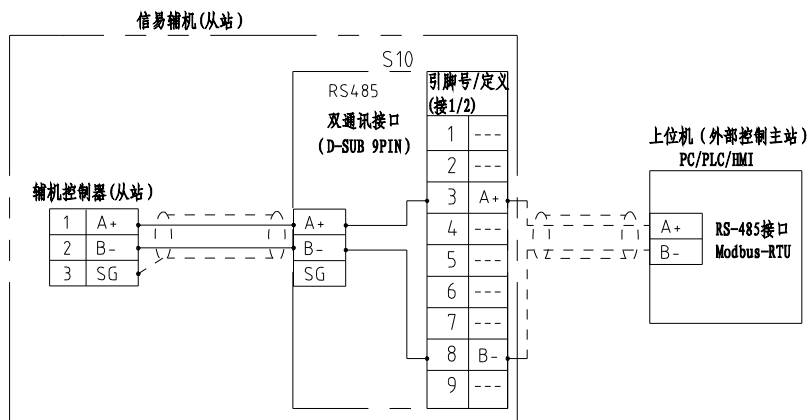 信易辅机(从站)
S10
RS485
双通讯接口
(D-SUB 9PIN)
引脚号/定义
(接1/2)
1 ---
2 ---
3 A+
4 ---
5 ---
6 ---
7 ---
8 B-
9 ---
辅机控制器(从站)
1 A+
2 B-
3 SG
A+
B-
SG
上位机(外部控制主站)
PC/PLC/HMI
A+
B-
RS-485接口
Modbus-RTU